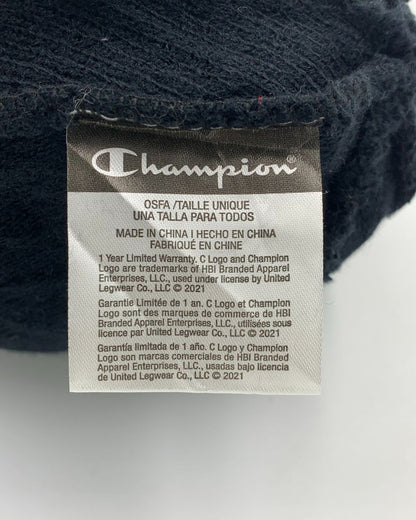 Champion®
OSFA /TAILLE UNIQUE
UNA TALLA PARA TODOS
MADE IN CHINA I HECHO EN CHINA
FABRIQUÉ EN CHINE
1 Year Limited Warranty. C Logo and Champion
Logo are trademarks of HBI Branded Apparel
Enterprises, LLC., used under license by United
Legwear Co., LLC © 2021
Garantie Limitée de 1 an. C Logo et Champion
Logo sont des marques de commerce de HBI
Branded Apparel Enterprises, LLC., utilisées sous
licence par United Legwear Co., LLC © 2021
Garantía limitada de 1 año. C Logo y Champion
Logo son marcas comerciales de HBI Branded
Apparel Enterprises, LLC., usadas bajo licencia
de United Legwear Co., LLC © 2021